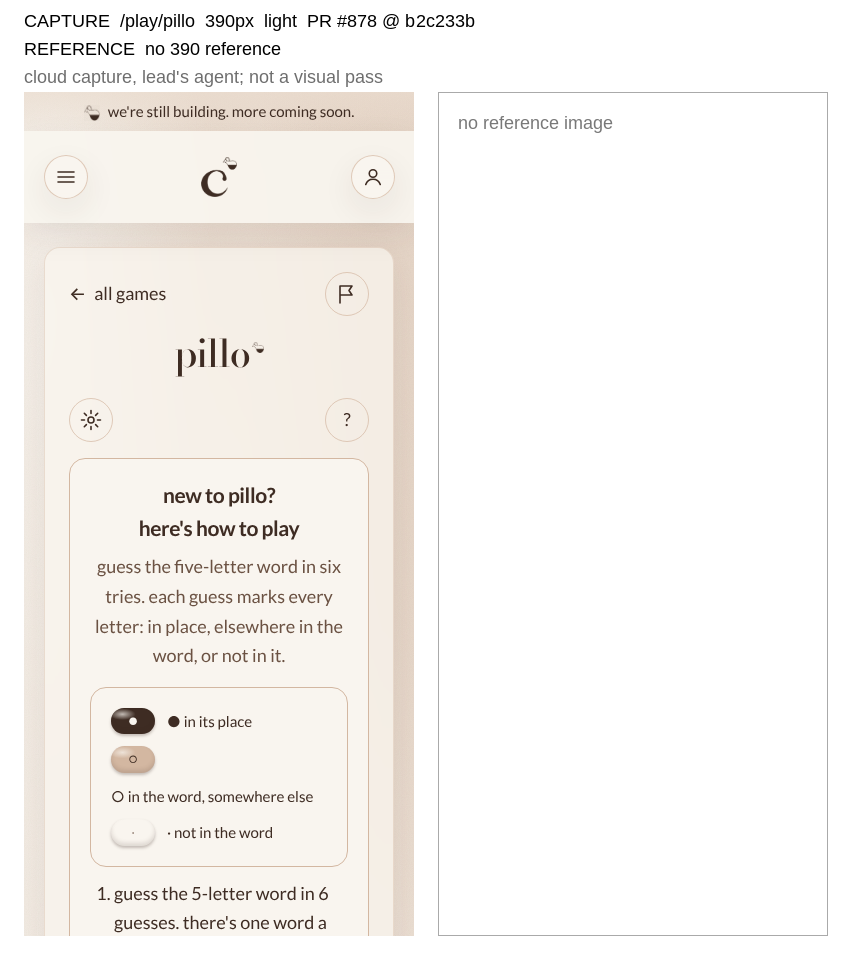 CAPTURE /play/pillo 390px light PR #878 @ b2c233b
REFERENCE no 390 reference
cloud capture, lead's agent; not a visual pass
we're still building. more coming soon.
no reference image
c
← all games
pillo
?
new to pillo?
here's how to play
guess the five-letter word in six
tries. each guess marks every
letter: in place, elsewhere in the
word, or not in it.
● in its place
○ in the word, somewhere else
· not in the word
1. guess the 5-letter word in 6
guesses. there's one word a